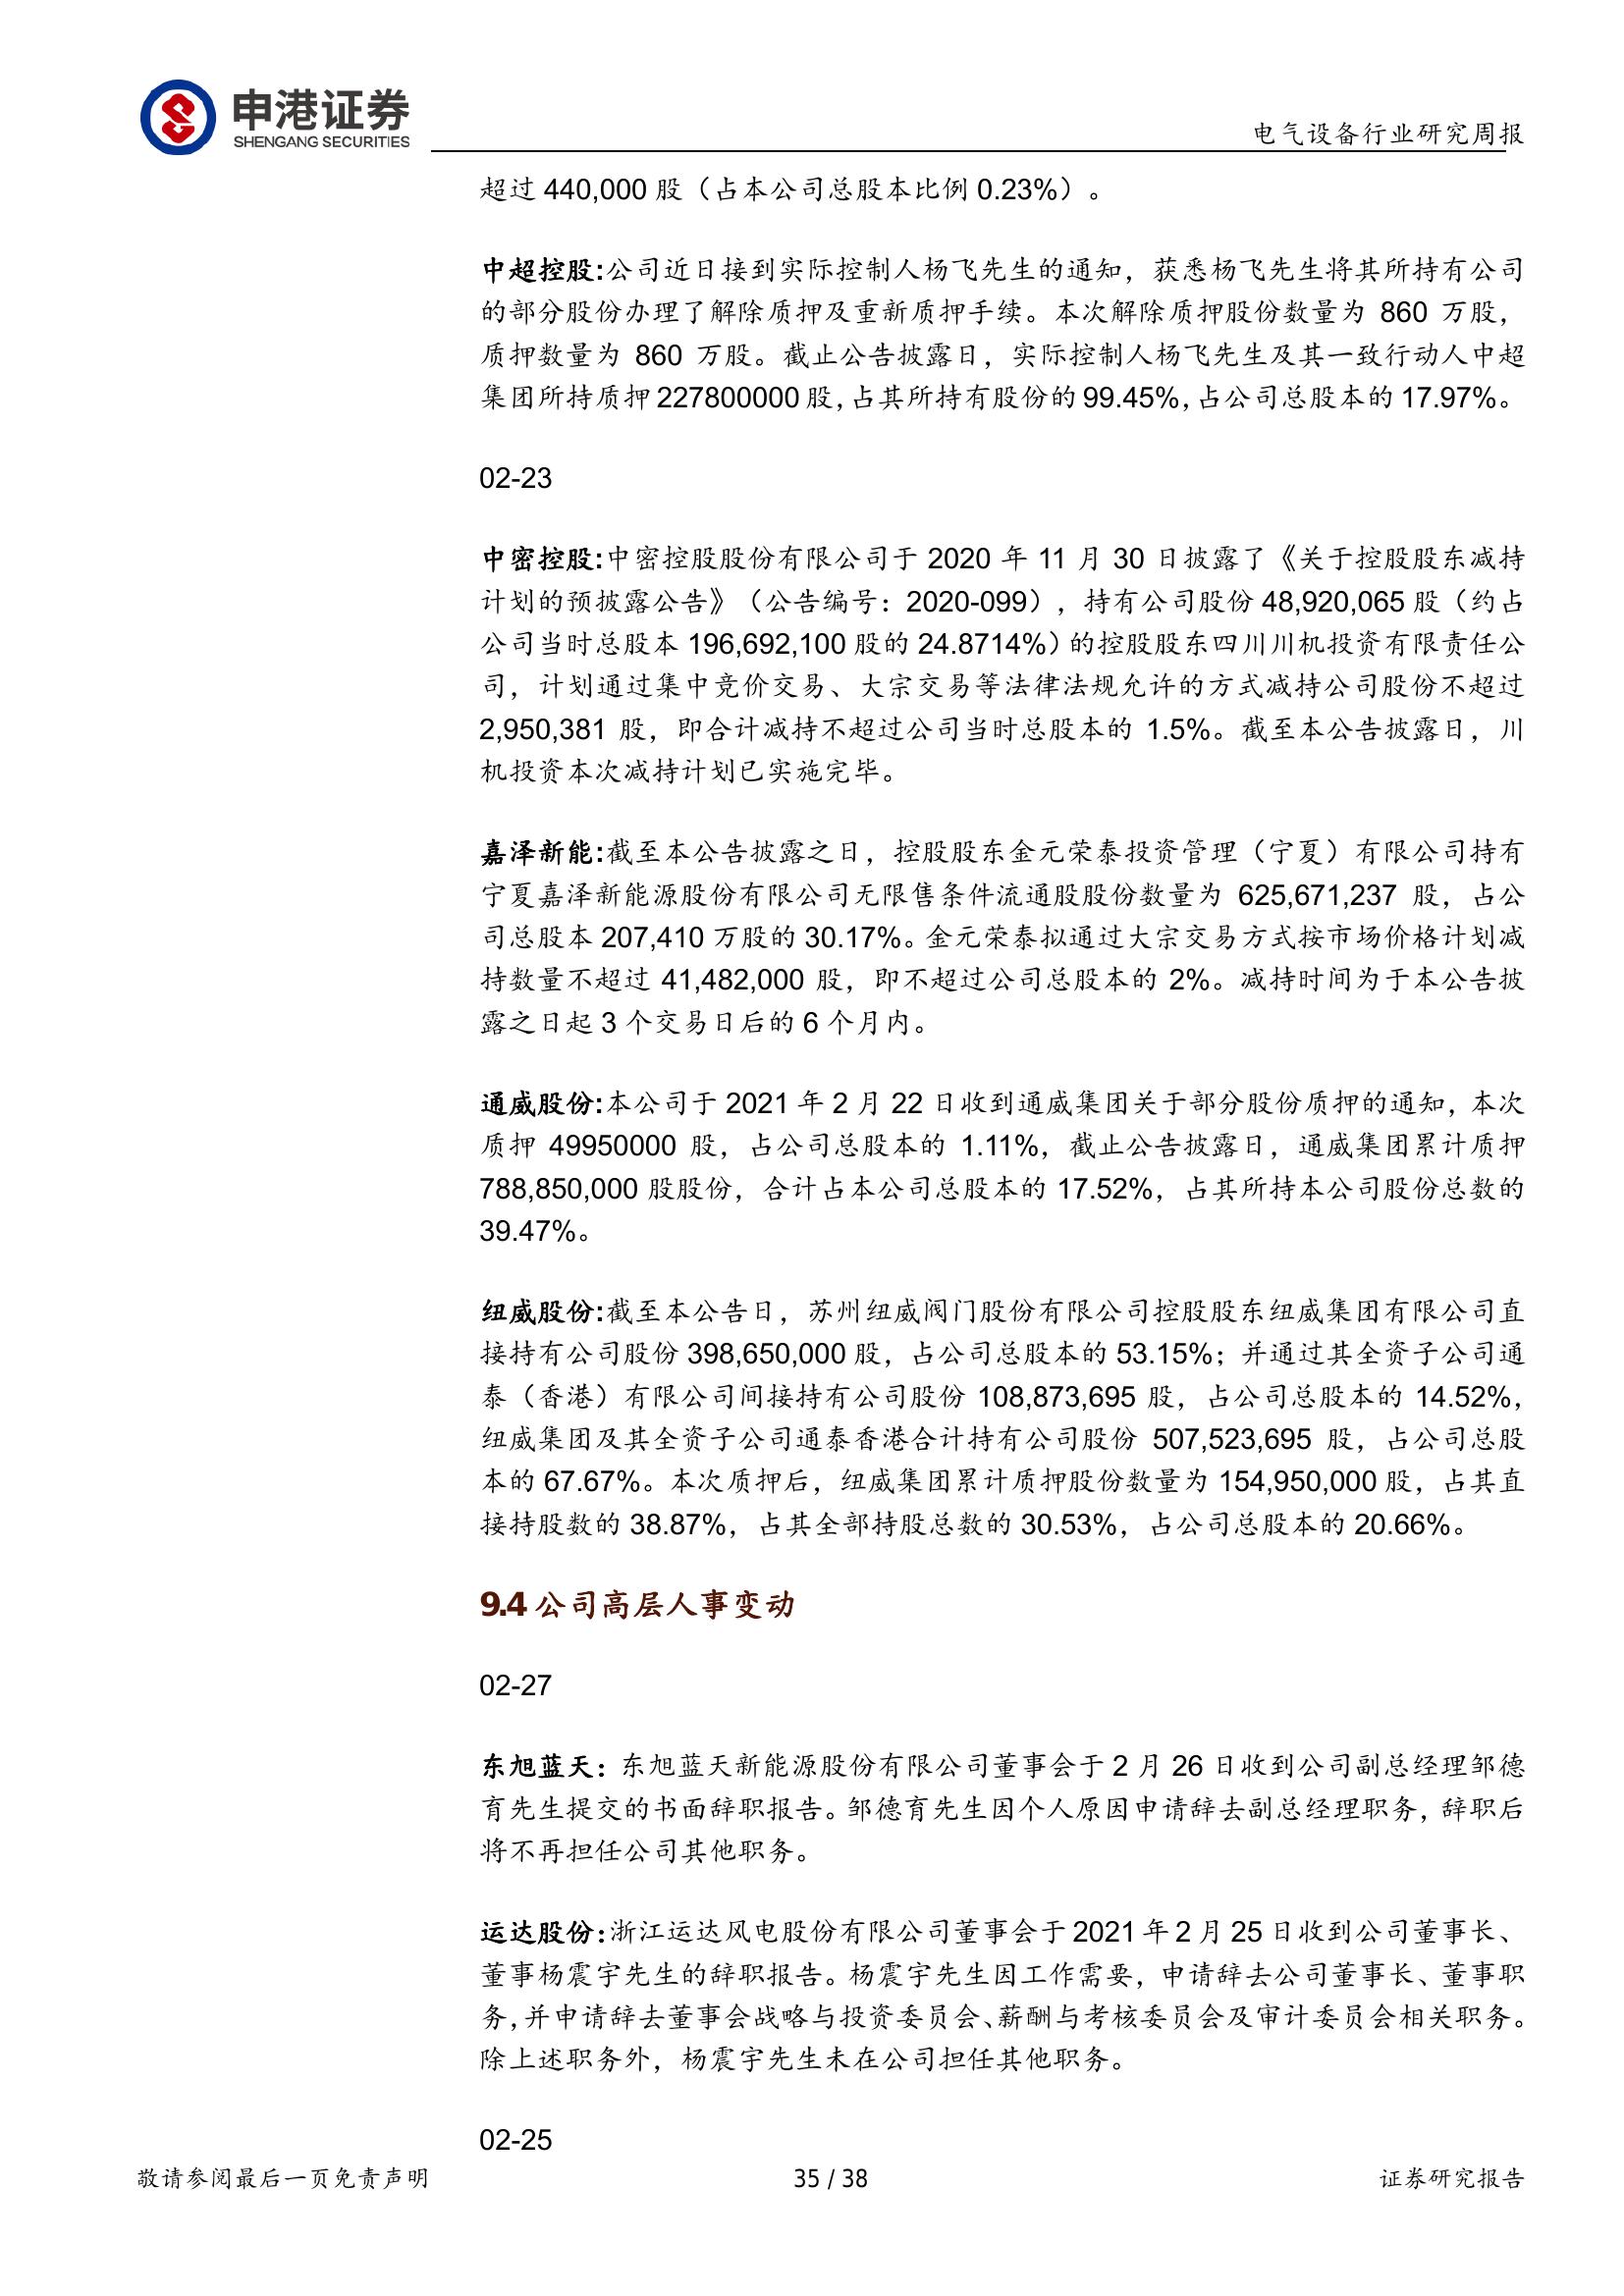 申港证券
SHENGANG SECURITIES
电气设备行业研究周报
超过 440,000 股（占本公司总股本比例 0.23%）。
中超控股:公司近日接到实际控制人杨飞先生的通知，获悉杨飞先生将其所持有公司
的部分股份办理了解除质押及重新质押手续。本次解除质押股份数量为 860 万股，
质押数量为 860 万股。截止公告披露日，实际控制人杨飞先生及其一致行动人中超
集团所持质押 227800000 股，占其所持有股份的 99.45%，占公司总股本的 17.97%。
02-23
中密控股:中密控股股份有限公司于 2020 年 11 月 30 日披露了《关于控股股东减持
计划的预披露公告》（公告编号：2020-099），持有公司股份 48,920,065 股（约占
公司当时总股本 196,692,100 股的 24.8714%）的控股股东四川川机投资有限责任公
司，计划通过集中竞价交易、大宗交易等法律法规允许的方式减持公司股份不超过
2,950,381 股，即合计减持不超过公司当时总股本的 1.5%。截至本公告披露日，川
机投资本次减持计划已实施完毕。
嘉泽新能:截至本公告披露之日，控股股东金元荣泰投资管理（宁夏）有限公司持有
宁夏嘉泽新能源股份有限公司无限售条件流通股股份数量为 625,671,237 股，占公
司总股本 207,410 万股的 30.17%。金元荣泰拟通过大宗交易方式按市场价格计划减
持数量不超过 41,482,000 股，即不超过公司总股本的 2%。减持时间为于本公告披
露之日起 3 个交易日后的 6 个月内。
通威股份:本公司于 2021 年 2 月 22 日收到通威集团关于部分股份质押的通知，本次
质押 49950000 股，占公司总股本的 1.11%，截止公告披露日，通威集团累计质押
788,850,000 股股份，合计占本公司总股本的 17.52%，占其所持本公司股份总数的
39.47%。
纽威股份:截至本公告日，苏州纽威阀门股份有限公司控股股东纽威集团有限公司直
接持有公司股份 398,650,000 股，占公司总股本的 53.15%；并通过其全资子公司通
泰（香港）有限公司间接持有公司股份 108,873,695 股，占公司总股本的 14.52%，
纽威集团及其全资子公司通泰香港合计持有公司股份 507,523,695 股，占公司总股
本的 67.67%。本次质押后，纽威集团累计质押股份数量为 154,950,000 股，占其直
接持股数的 38.87%，占其全部持股总数的 30.53%，占公司总股本的 20.66%。
9.4 公司高层人事变动
02-27
东旭蓝天：东旭蓝天新能源股份有限公司董事会于 2 月 26 日收到公司副总经理邹德
育先生提交的书面辞职报告。邹德育先生因个人原因申请辞去副总经理职务，辞职后
将不再担任公司其他职务。
运达股份：浙江运达风电股份有限公司董事会于 2021 年 2 月 25 日收到公司董事长、
董事杨震宇先生的辞职报告。杨震宇先生因工作需要，申请辞去公司董事长、董事职
务，并申请辞去董事会战略与投资委员会、薪酬与考核委员会及审计委员会相关职务。
除上述职务外，杨震宇先生未在公司担任其他职务。
02-25
敬请参阅最后一页免责声明
35 / 38
证券研究报告